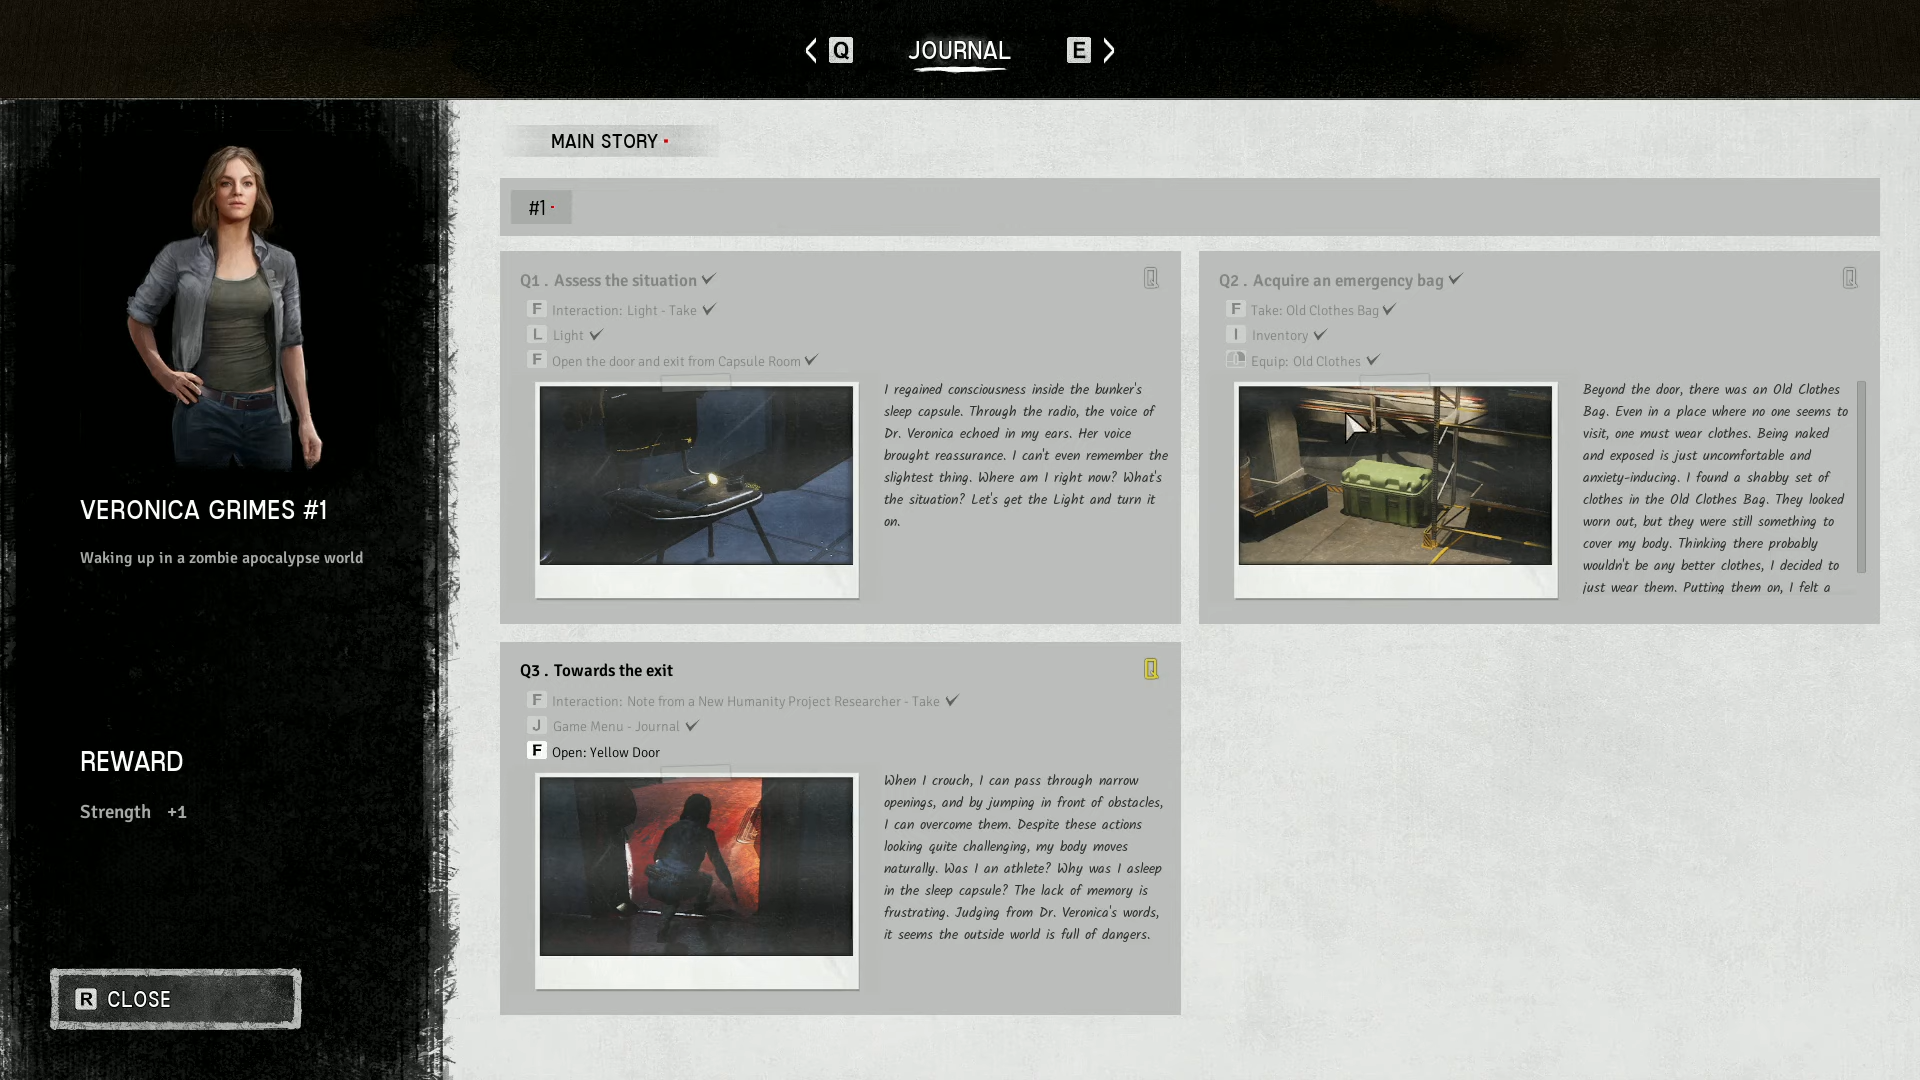 Q JOURNAL E
MAIN STORY
#1
VERONICA GRIMES #1
Waking up in a zombie apocalypse world
REWARD
Strength +1
R CLOSE
Q1 . Assess the situation
F Interaction: Light - Take
L Light
F Open the door and exit from Capsule Room
I regained consciousness inside the bunker's
sleep capsule. Through the radio, the voice of
Dr. Veronica echoed in my ears. Her voice
brought reassurance. I can't even remember the
slightest thing. Where am I right now? What's
the situation? Let's get the Light and turn it
on.
Q2 . Acquire an emergency bag
F Take: Old Clothes Bag
I Inventory
Equip: Old Clothes
Beyond the door, there was an Old Clothes
Bag. Even in a place where no one seems to
visit, one must wear clothes. Being naked
and exposed is just uncomfortable and
anxiety-inducing. I found a shabby set of
clothes in the Old Clothes Bag. They looked
worn out, but they were still something to
cover my body. Thinking there probably
wouldn't be any better clothes, I decided to
just wear them. Putting them on, I felt a
Q3 . Towards the exit
F Interaction: Note from a New Humanity Project Researcher - Take
J Game Menu - Journal
F Open: Yellow Door
When I crouch, I can pass through narrow
openings, and by jumping in front of obstacles,
I can overcome them. Despite these actions
looking quite challenging, my body moves
naturally. Was I an athlete? Why was I asleep
in the sleep capsule? The lack of memory is
frustrating. Judging from Dr. Veronica's words,
it seems the outside world is full of dangers.